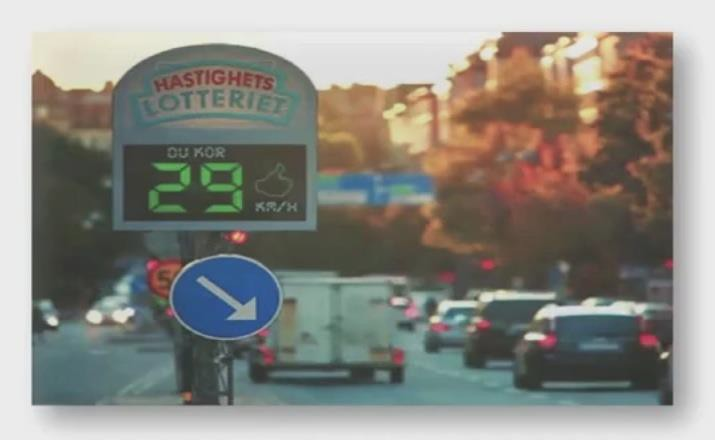 HASTIGHETS
LOTTERIET
DU KÖR
29
KM/H